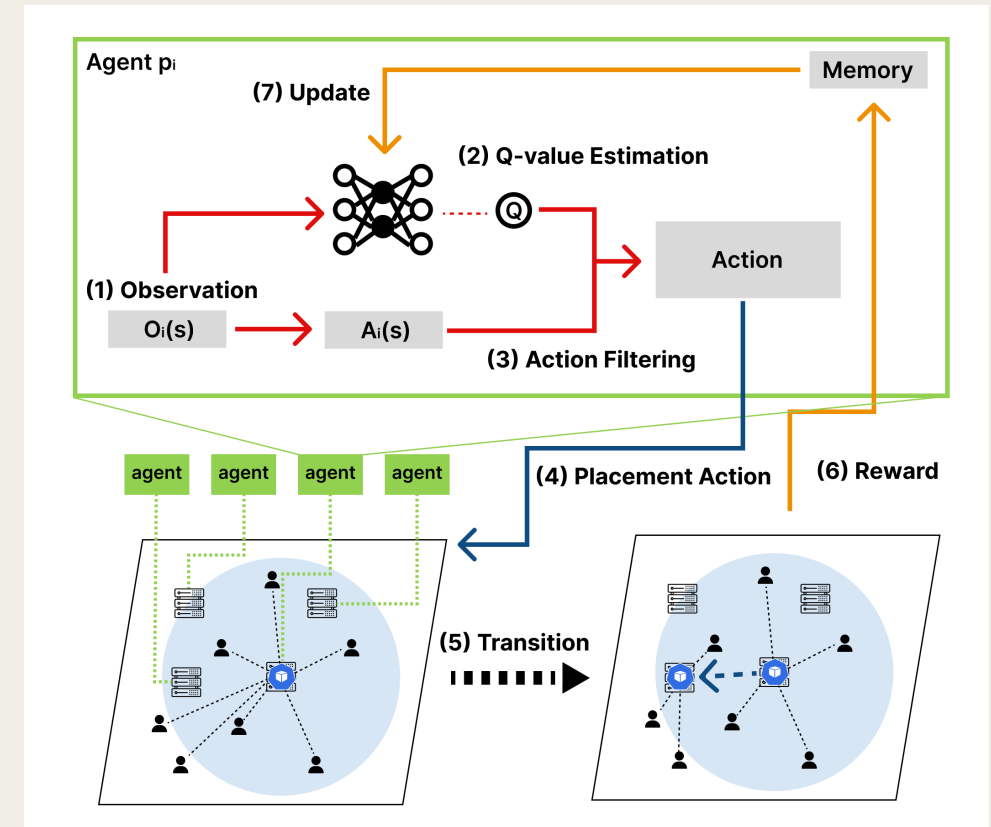 Agent pᵢ
Memory
(7) Update
(2) Q-value Estimation
Q
Action
(1) Observation
Oᵢ(s)
Aᵢ(s)
(3) Action Filtering
agent
agent
agent
agent
(4) Placement Action
(6) Reward
(5) Transition